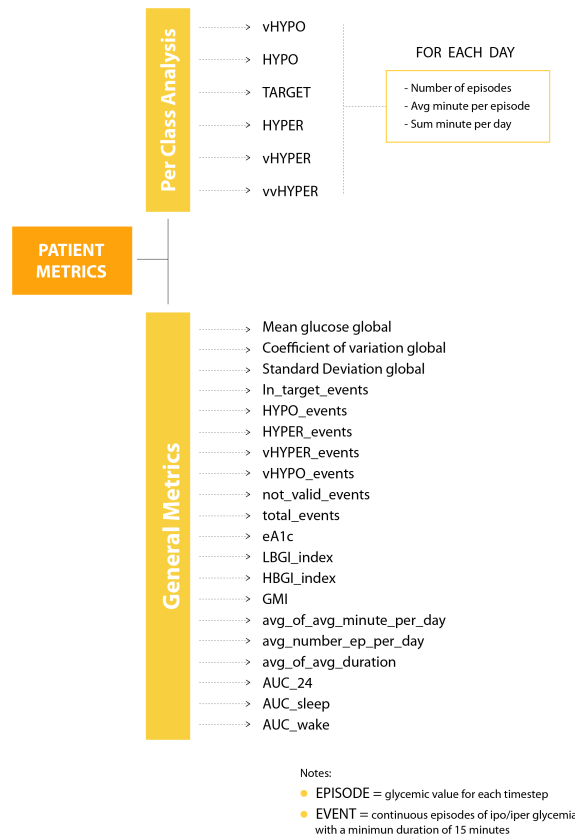 Per Class Analysis
vHYPO
HYPO
TARGET
HYPER
vHYPER
vvHYPER
FOR EACH DAY
- Number of episodes
- Avg minute per episode
- Sum minute per day
PATIENT
METRICS
General Metrics
Mean glucose global
Coefficient of variation global
Standard Deviation global
In_target_events
HYPO_events
HYPER_events
vHYPER_events
vHYPO_events
not_valid_events
total_events
eA1c
LBGI_index
HBGI_index
GMI
avg_of_avg_minute_per_day
avg_number_ep_per_day
avg_of_avg_duration
AUC_24
AUC_sleep
AUC_wake
Notes:
EPISODE = glycemic value for each timestep
EVENT = continuous episodes of ipo/iper glycemia
with a minimun duration of 15 minutes